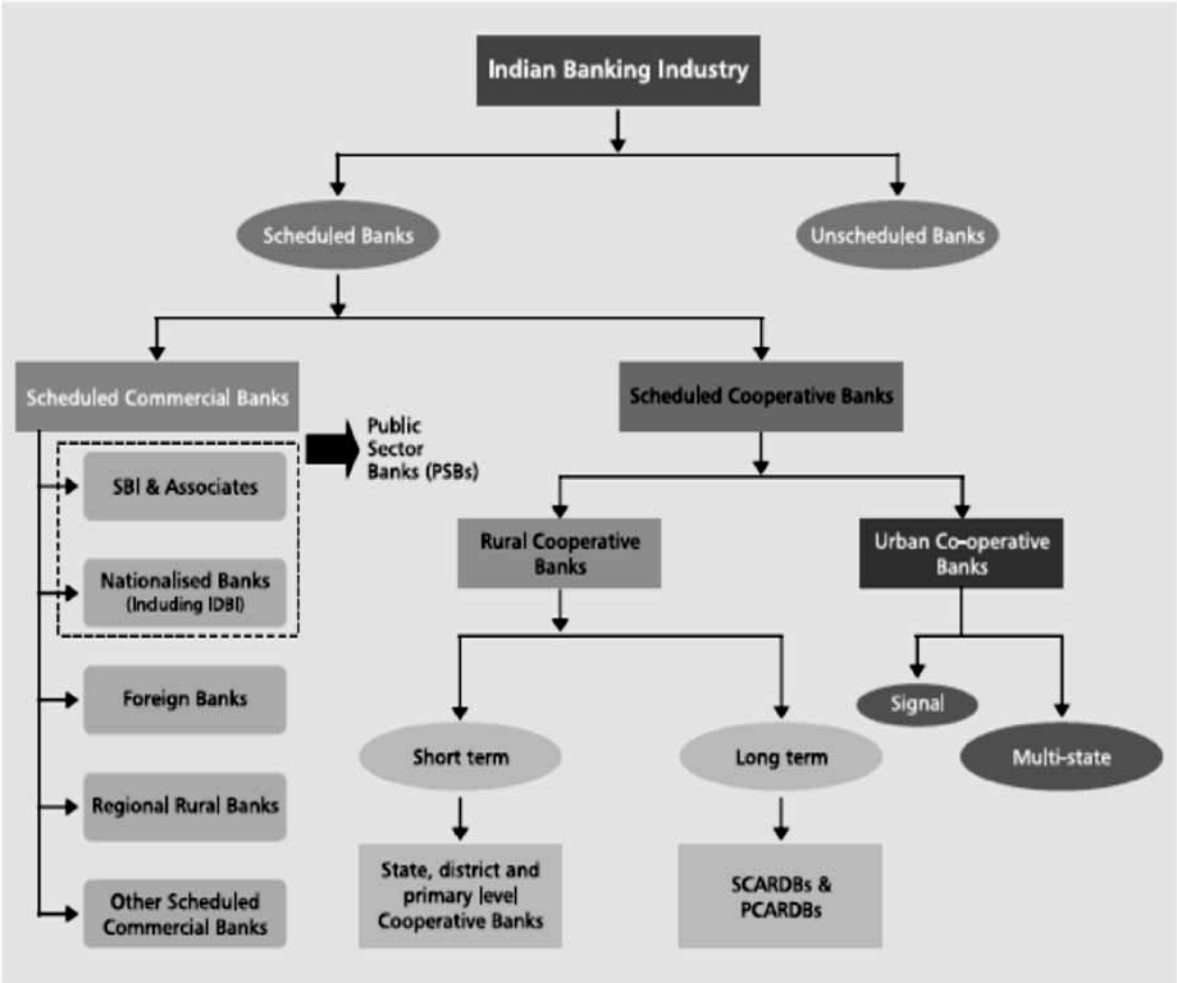 Indian Banking Industry
Scheduled Banks
Unscheduled Banks
Scheduled Commercial Banks
Public
Sector
Banks (PSBs)
Scheduled Cooperative Banks
SBI & Associates
Nationalised Banks
(Including IDBI)
Foreign Banks
Regional Rural Banks
Other Scheduled
Commercial Banks
Rural Cooperative
Banks
Urban Co-operative
Banks
Short term
Long term
Signal
Multi-state
State, district and
primary level
Cooperative Banks
SCARDBs &
PCARDBs